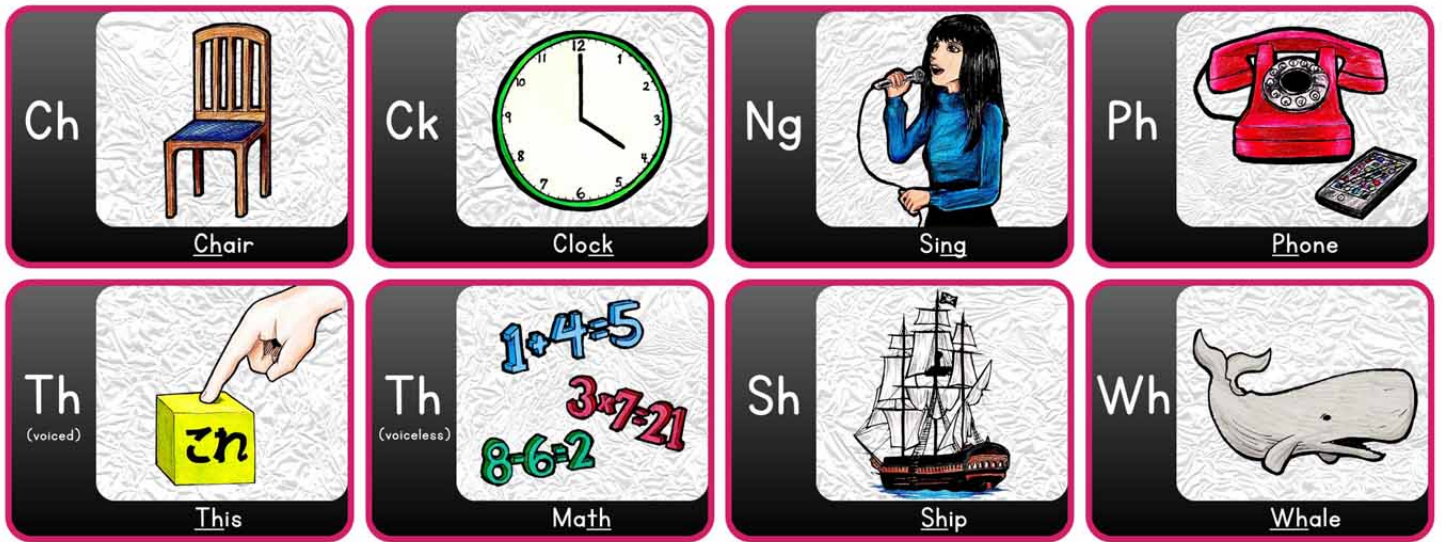 Ch
Chair
Ck
12
11
1
10
2
9
3
8
4
7
5
6
Clock
Ng
Sing
Ph
Phone
Th
(voiced)
これ
This
Th
(voiceless)
1+4=5
3×7=21
8-6=2
Math
Sh
Ship
Wh
Whale